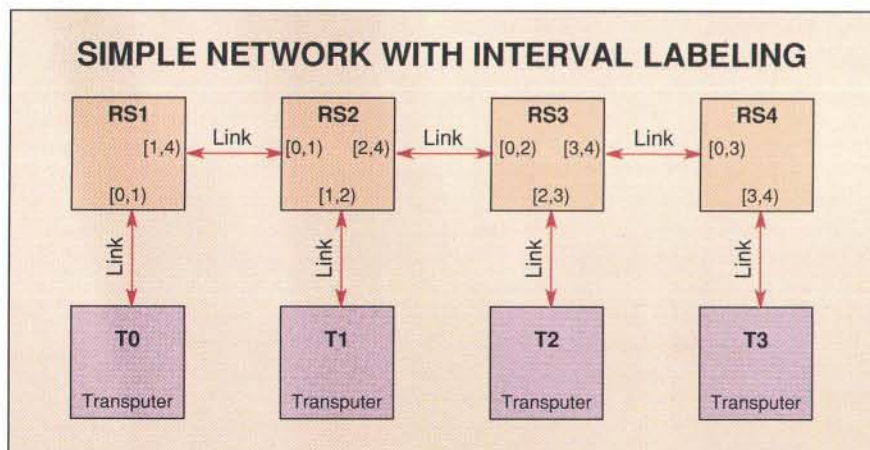 SIMPLE NETWORK WITH INTERVAL LABELING
RS1
RS2
RS3
RS4
[1,4)
Link
[0,1)
[2,4)
Link
[0,2)
[3,4)
Link
[0,3)
[0,1)
[1,2)
[2,3)
[3,4)
Link
Link
Link
Link
T0
T1
T2
T3
Transputer
Transputer
Transputer
Transputer